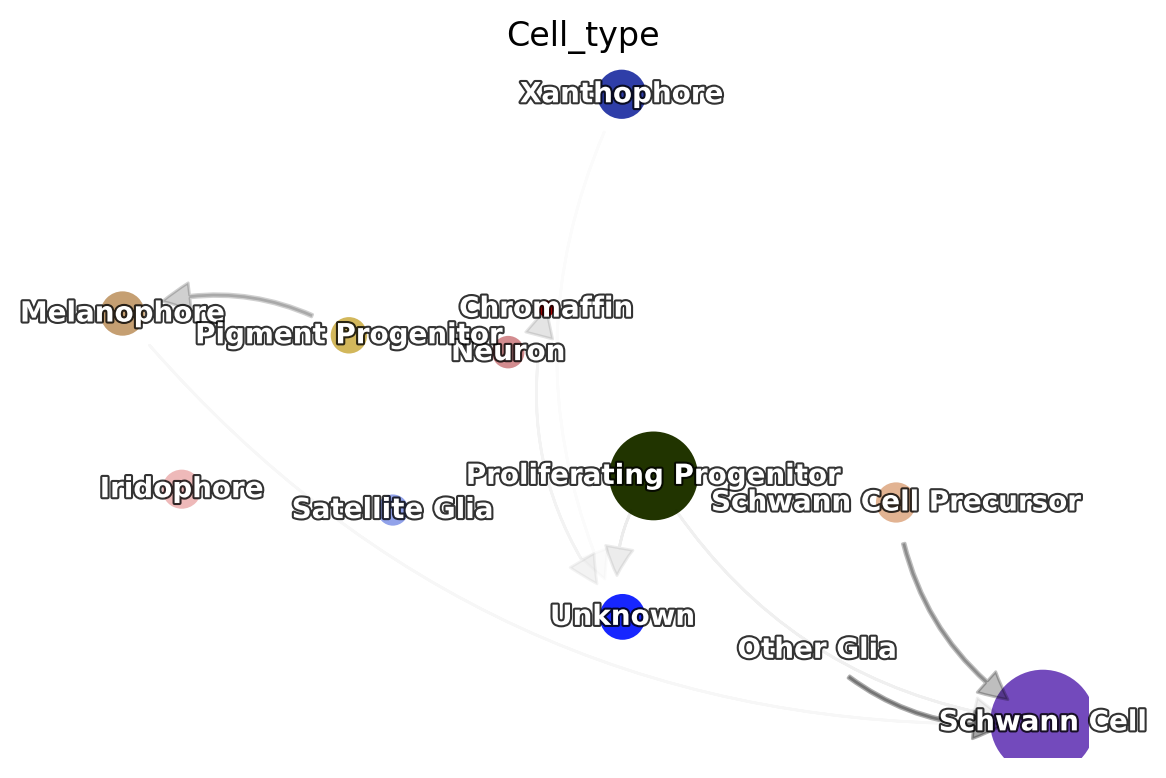 Cell_type
Xanthophore
Chromaffin
Melanophore
Pigment Progenitor
Neuron
Proliferating Progenitor
Iridophore
Schwann Cell Precursor
Satellite Glia
Unknown
Other Glia
Schwann Cell